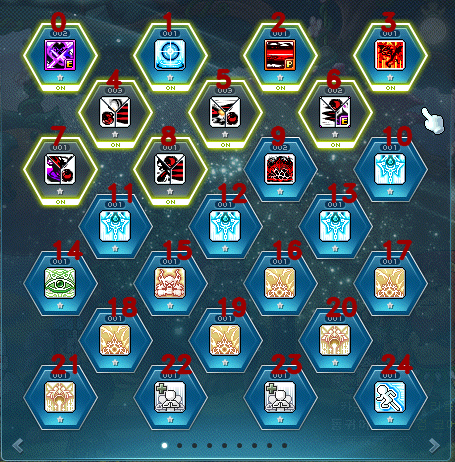 0 1 2 3
002 001 002 001
ON ON ON
4 5 6
003 003 002
ON ON ON
7 8 9 10
001 001 002 001
ON ON
11 12 13
001 001 001
14 15 16 17
001 001 001 001
18 19 20
001 001 001
21 22 23 24
001 001 001 001